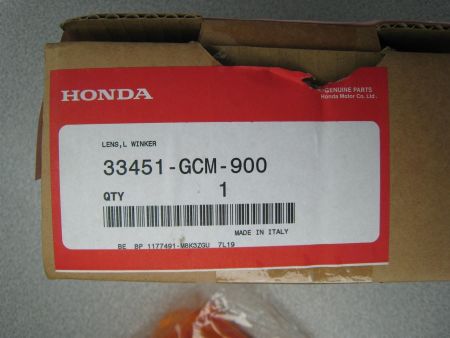 HONDA
GENUINE PARTS
Honda Motor Co., Ltd.
LENS,L WINKER
33451-GCM-900
QTY 1
MADE IN ITALY
BE BP 1177491-MBK3ZGU 7L19